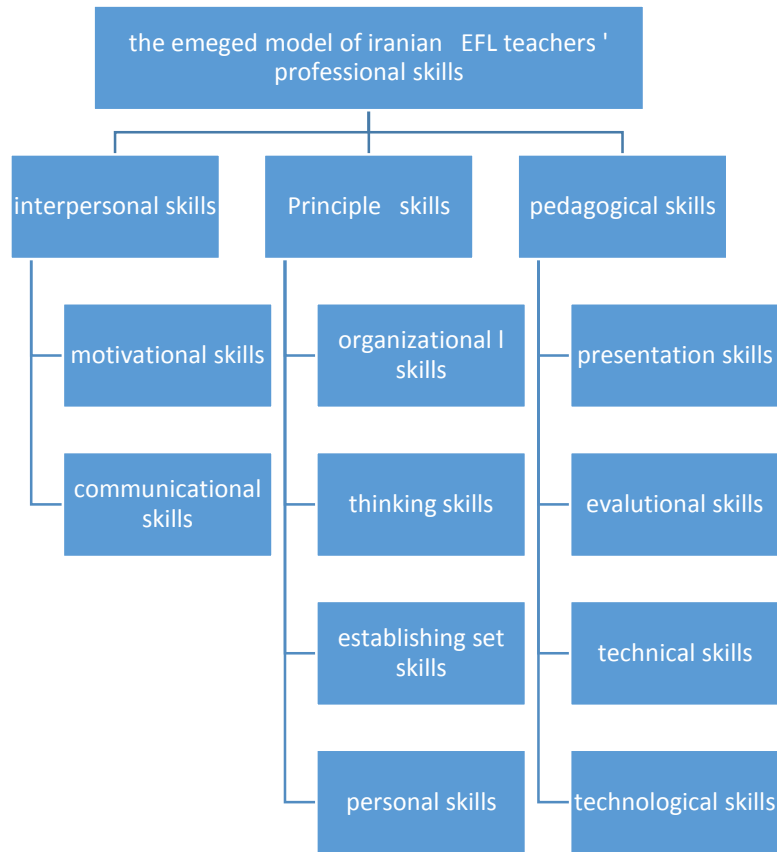 the emeged model of iranian EFL teachers '
professional skills
interpersonal skills
Principle skills
pedagogical skills
motivational skills
communicational
skills
organizational l
skills
thinking skills
establishing set
skills
personal skills
presentation skills
evalutional skills
technical skills
technological skills